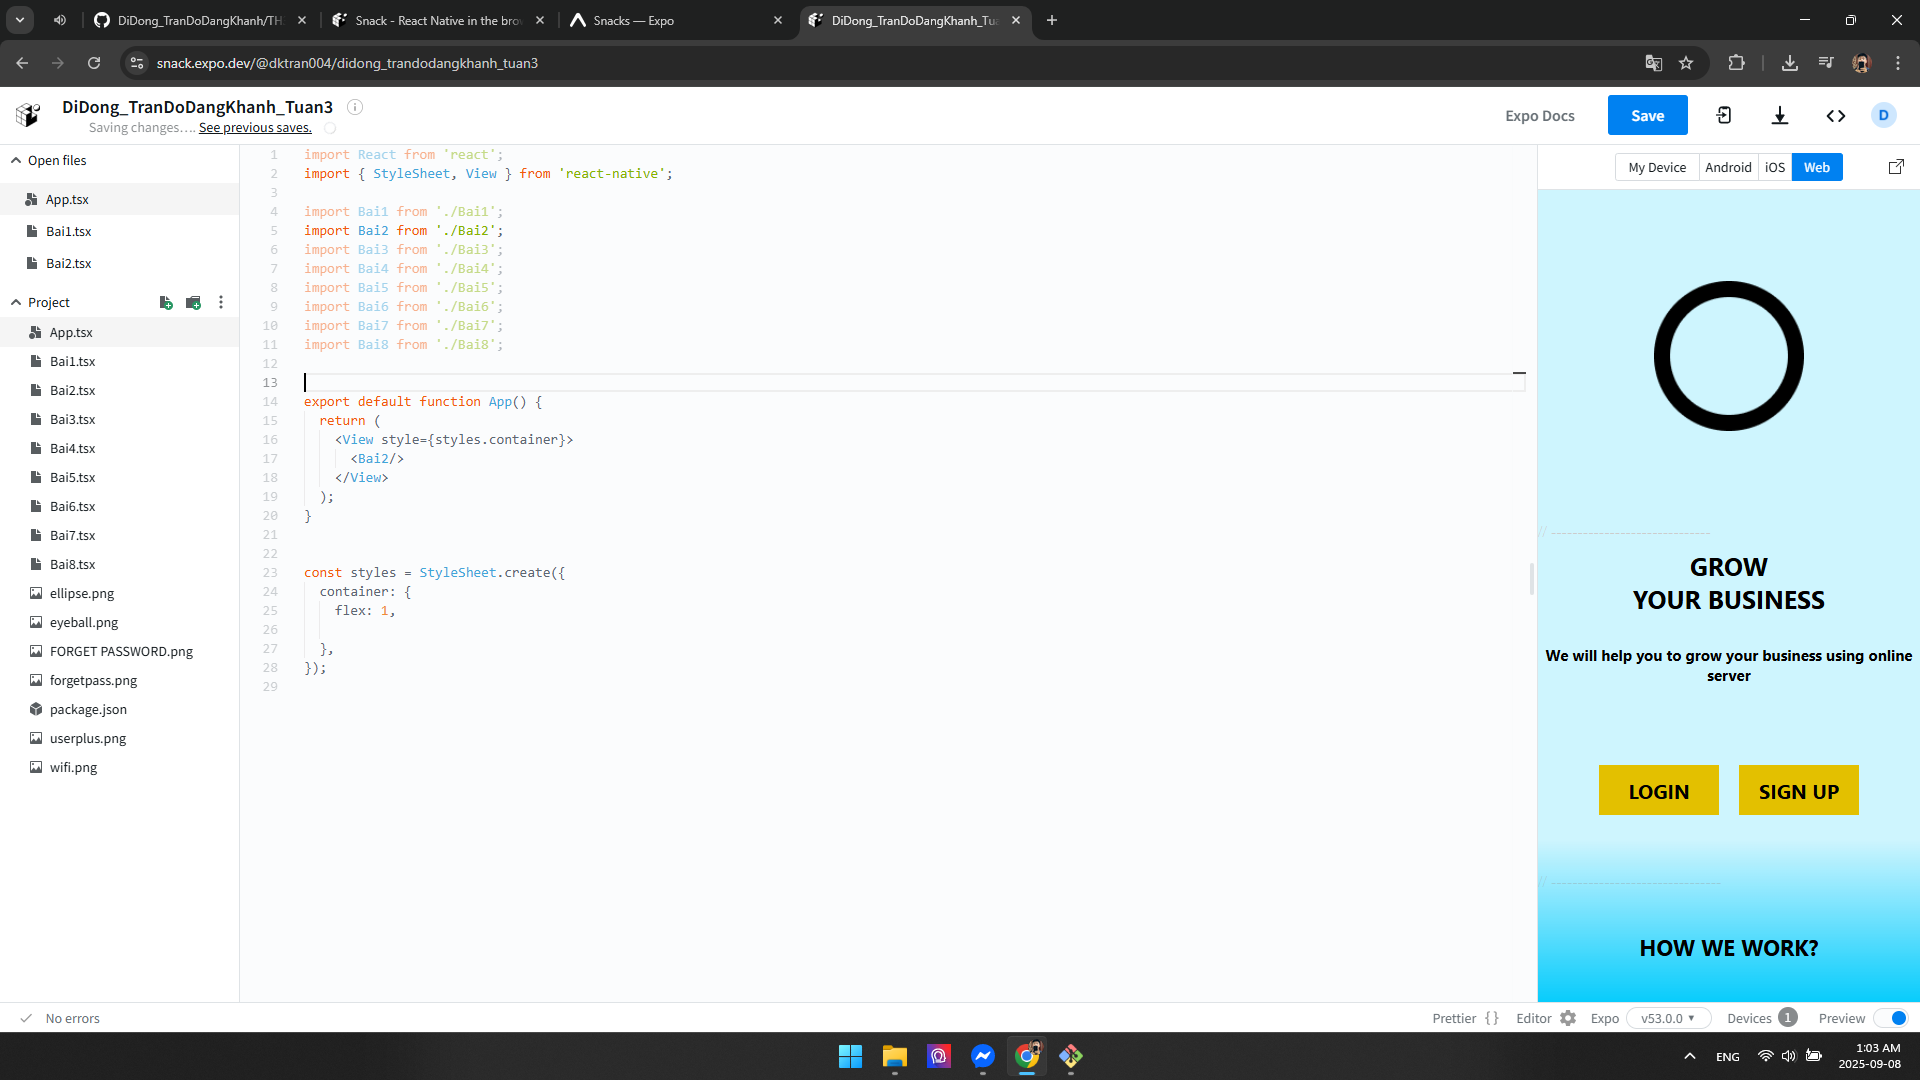 DiDong_TranDoDangKhanh/TH
Snack - React Native in the brow
Snacks — Expo
DiDong_TranDoDangKhanh_Tua
snack.expo.dev/@dktran004/didong_trandodangkhanh_tuan3
DiDong_TranDoDangKhanh_Tuan3
Saving changes.... See previous saves.
Expo Docs
Save
D
Open files
App.tsx
Bai1.tsx
Bai2.tsx
Project
App.tsx
Bai1.tsx
Bai2.tsx
Bai3.tsx
Bai4.tsx
Bai5.tsx
Bai6.tsx
Bai7.tsx
Bai8.tsx
ellipse.png
eyeball.png
FORGET PASSWORD.png
forgetpass.png
package.json
userplus.png
wifi.png
1 import React from 'react';
2 import { StyleSheet, View } from 'react-native';
3
4 import Bai1 from './Bai1';
5 import Bai2 from './Bai2';
6 import Bai3 from './Bai3';
7 import Bai4 from './Bai4';
8 import Bai5 from './Bai5';
9 import Bai6 from './Bai6';
10 import Bai7 from './Bai7';
11 import Bai8 from './Bai8';
12
13
14 export default function App() {
15 return (
16 <View style={styles.container}>
17 <Bai2/>
18 </View>
19 );
20 }
21
22
23 const styles = StyleSheet.create({
24 container: {
25 flex: 1,
26
27 },
28 });
29
My Device
Android
iOS
Web
// ----------------------------
GROW
YOUR BUSINESS
We will help you to grow your business using online
server
LOGIN
SIGN UP
// ------------------------------
HOW WE WORK?
No errors
Prettier {}
Editor
Expo
v53.0.0
Devices 1
Preview
ENG
1:03 AM
2025-09-08